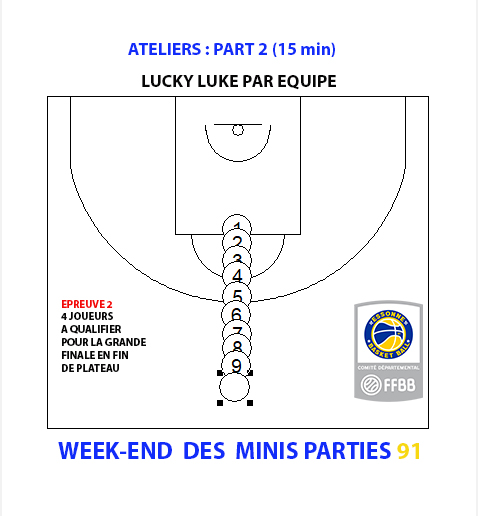 ATELIERS : PART 2 (15 min)
LUCKY LUKE PAR EQUIPE
1
2
3
4
5
6
7
8
9
EPREUVE 2
4 JOUEURS
A QUALIFIER
POUR LA GRANDE
FINALE EN FIN
DE PLATEAU
ESSONNE
BASKET BALL
COMITÉ DÉPARTEMENTAL
FFBB
WEEK-END DES MINIS PARTIES 91